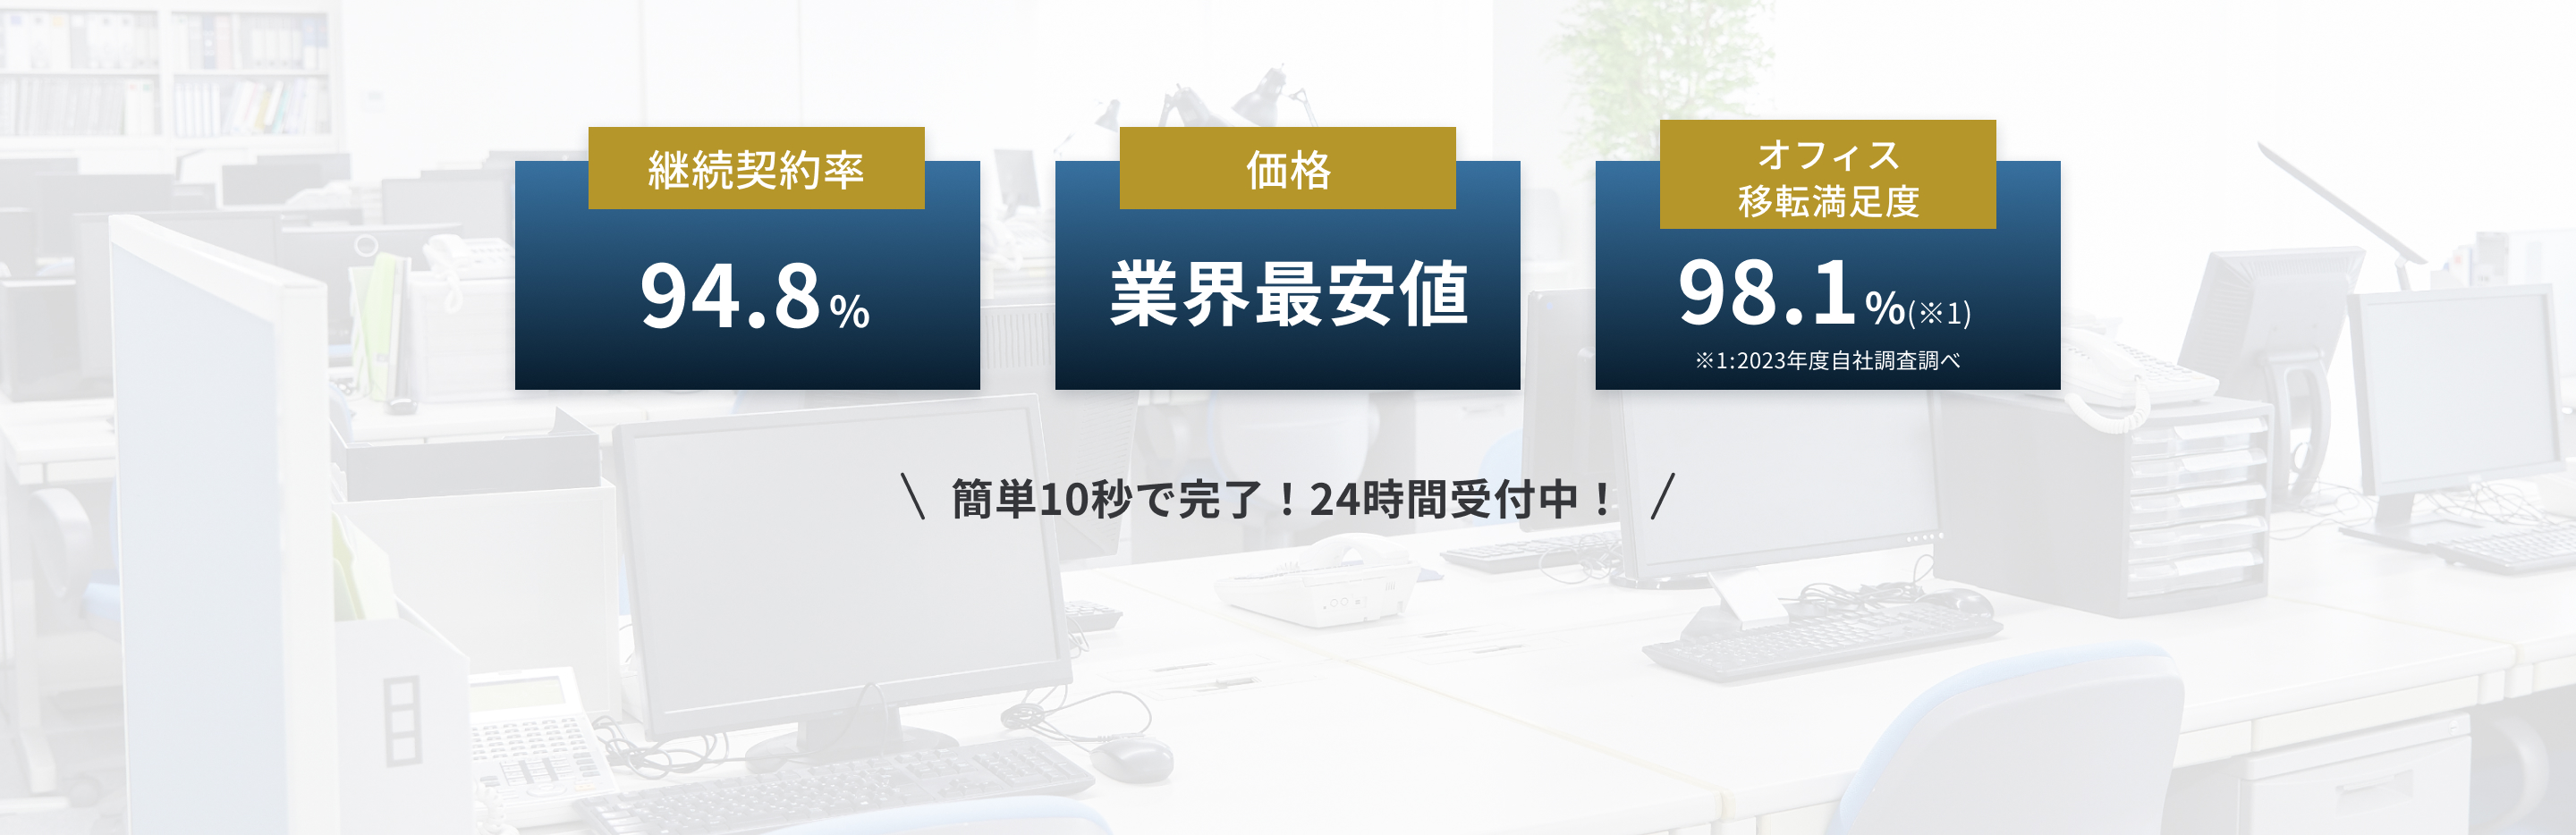 継続契約率
94.8%
価格
業界最安値
オフィス
移転満足度
98.1%(※1)
※1:2023年度自社調査調べ
\ 簡単10秒で完了！24時間受付中！ /